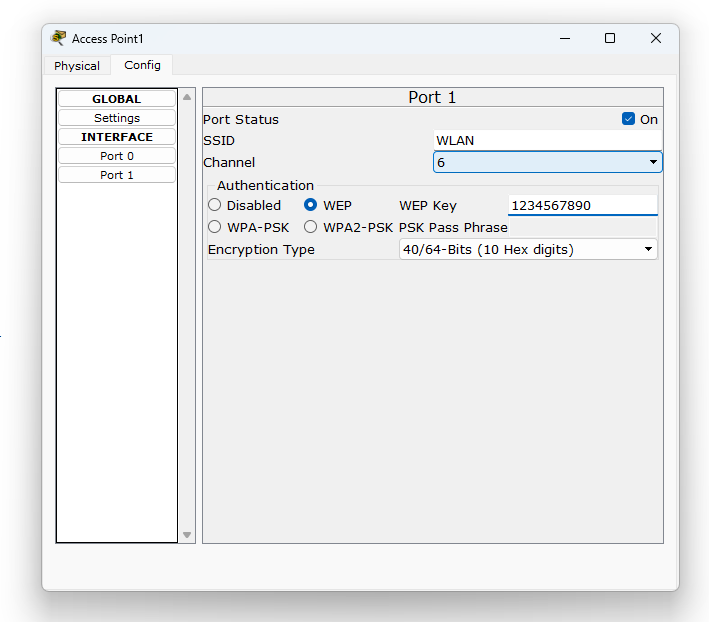 Access Point1
Physical Config
GLOBAL
Settings
INTERFACE
Port 0
Port 1
Port 1
Port Status On
SSID WLAN
Channel 6
Authentication
Disabled WEP WEP Key 1234567890
WPA-PSK WPA2-PSK PSK Pass Phrase
Encryption Type 40/64-Bits (10 Hex digits)